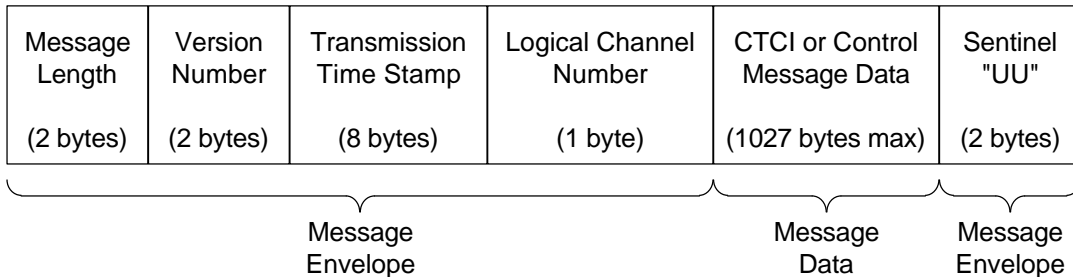 Message
Length
(2 bytes)
Version
Number
(2 bytes)
Transmission
Time Stamp
(8 bytes)
Logical Channel
Number
(1 byte)
CTCI or Control
Message Data
(1027 bytes max)
Sentinel
"UU"
(2 bytes)
Message
Envelope
Message
Data
Message
Envelope